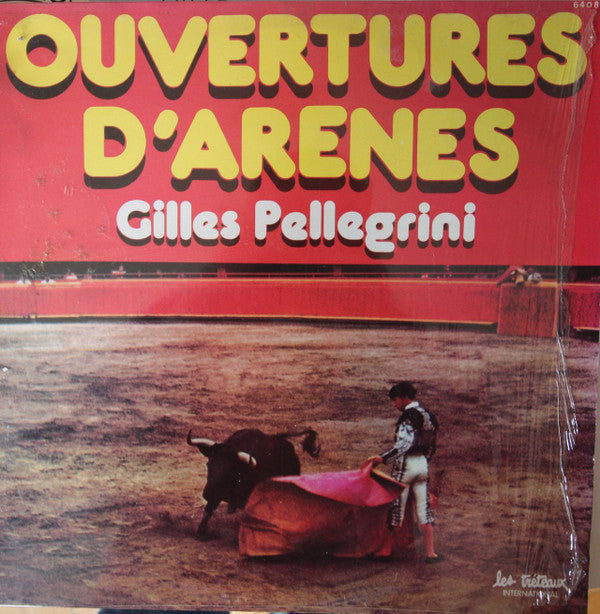 6408
OUVERTURES
D'ARENES
Gilles Pellegrini
les tréteaux
INTERNATIONAL